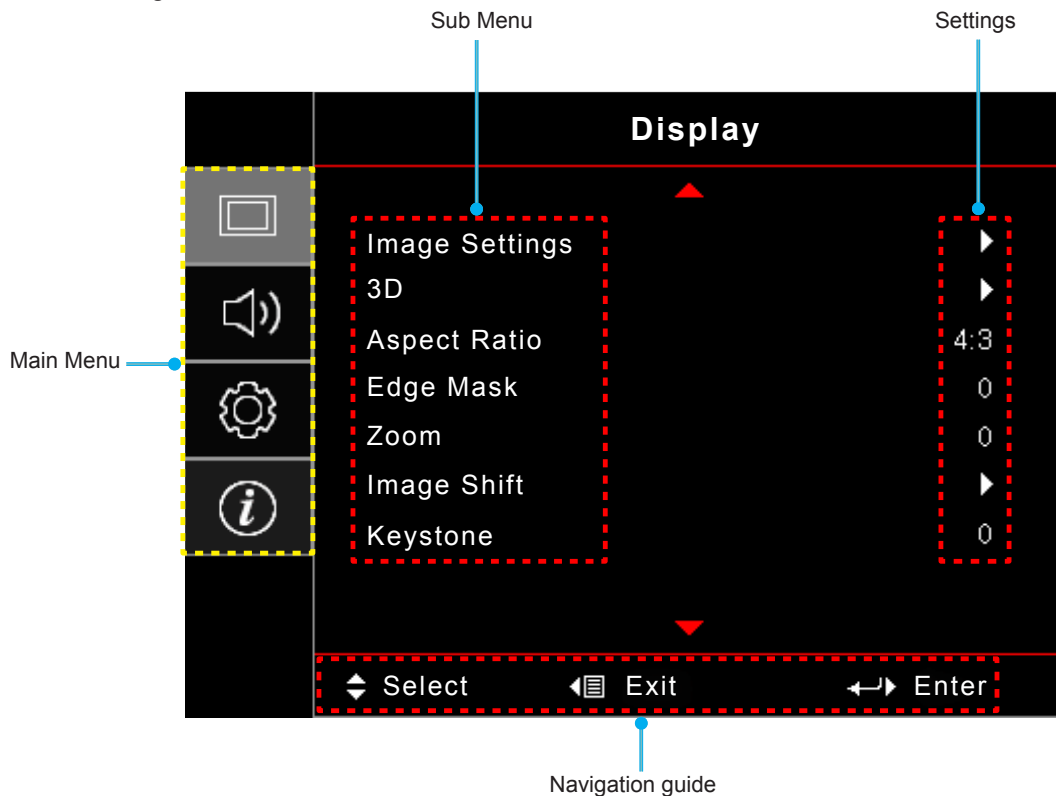 Sub Menu Settings
Display
Image Settings
3D
Aspect Ratio 4:3
Main Menu
Edge Mask 0
Zoom 0
Image Shift
Keystone 0
Select Exit Enter
Navigation guide